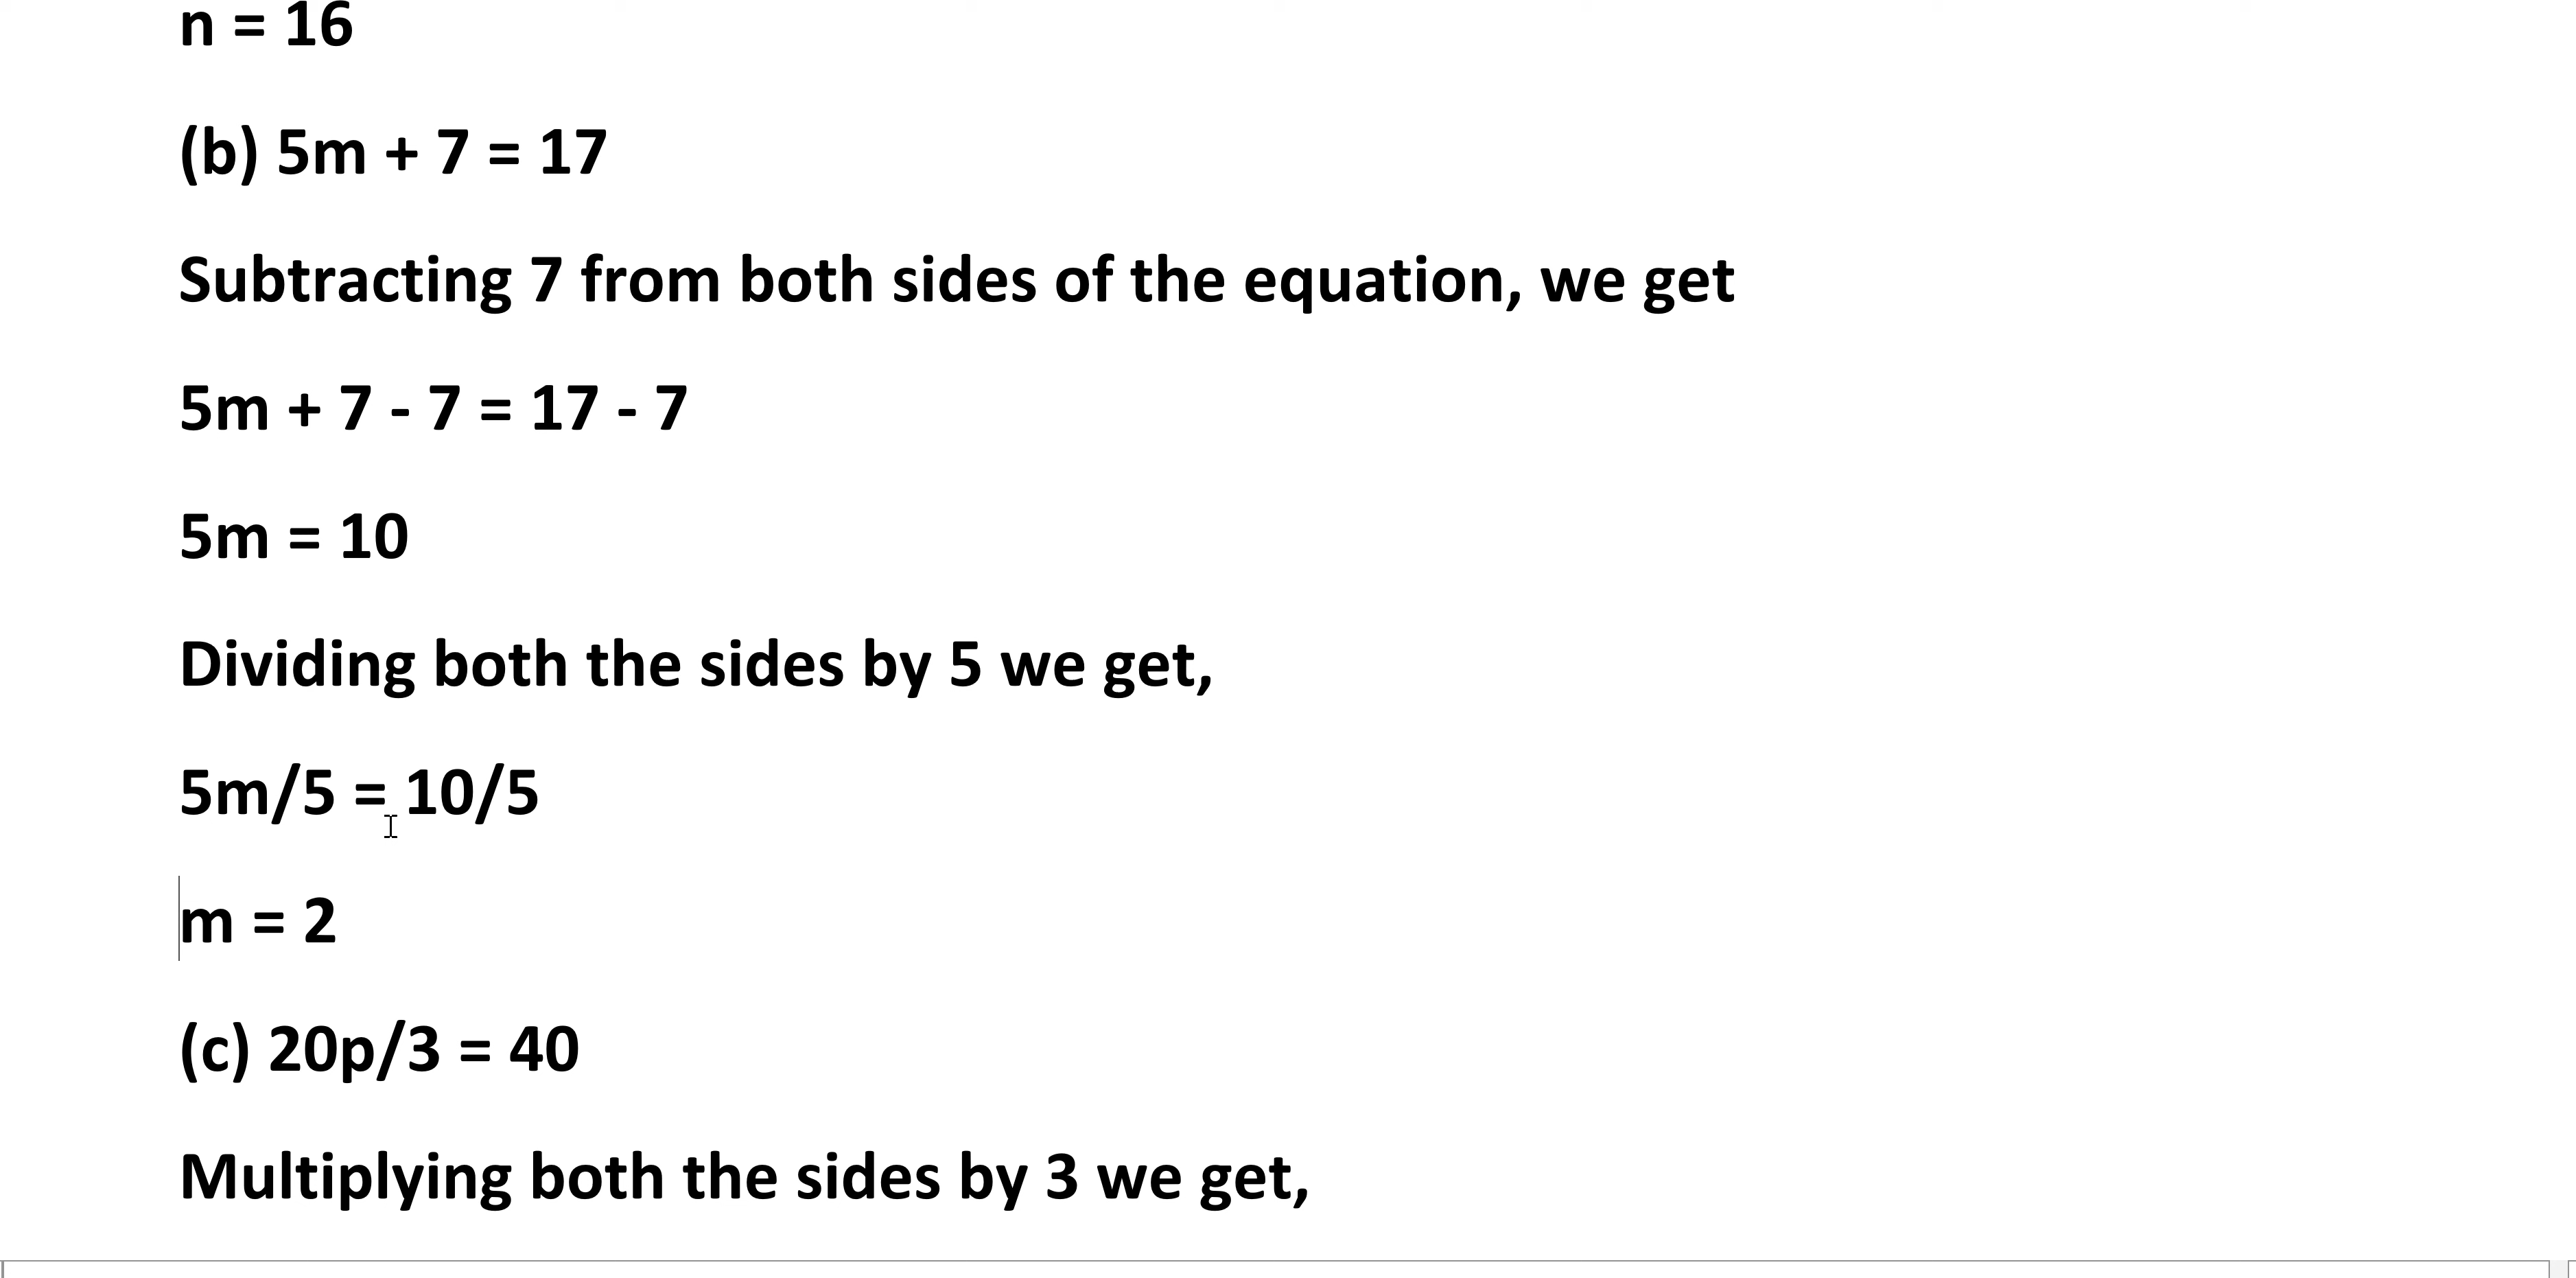 n = 16
(b) 5m + 7 = 17
Subtracting 7 from both sides of the equation, we get
5m + 7 - 7 = 17 - 7
5m = 10
Dividing both the sides by 5 we get,
5m/5 = 10/5
m = 2
(c) 20p/3 = 40
Multiplying both the sides by 3 we get,